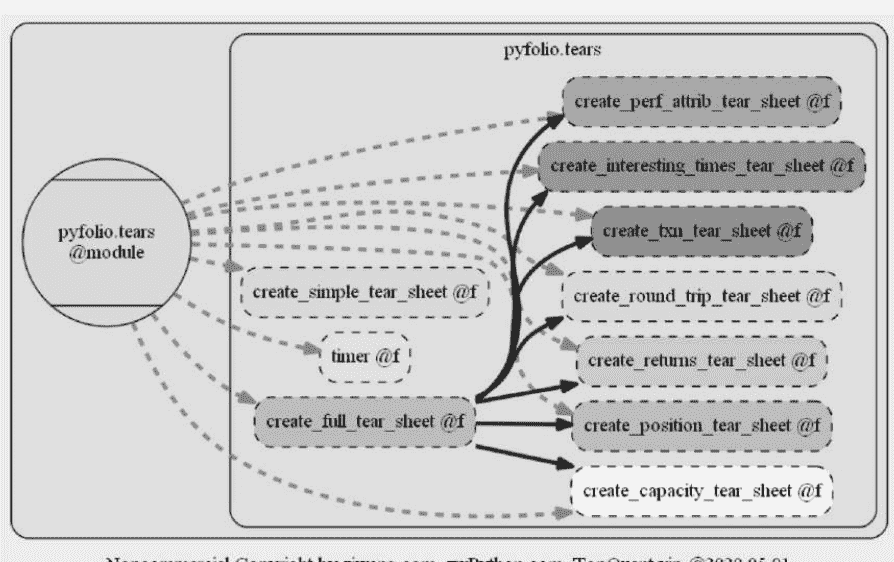 pyfolio.tears
create_perf_attrib_tear_sheet @f
create_interesting_times_tear_sheet @f
pyfolio.tears
@module
create_txn_tear_sheet @f
create_simple_tear_sheet @f
create_round_trip_tear_sheet @f
timer @f
create_returns_tear_sheet @f
create_full_tear_sheet @f
create_position_tear_sheet @f
create_capacity_tear_sheet @f